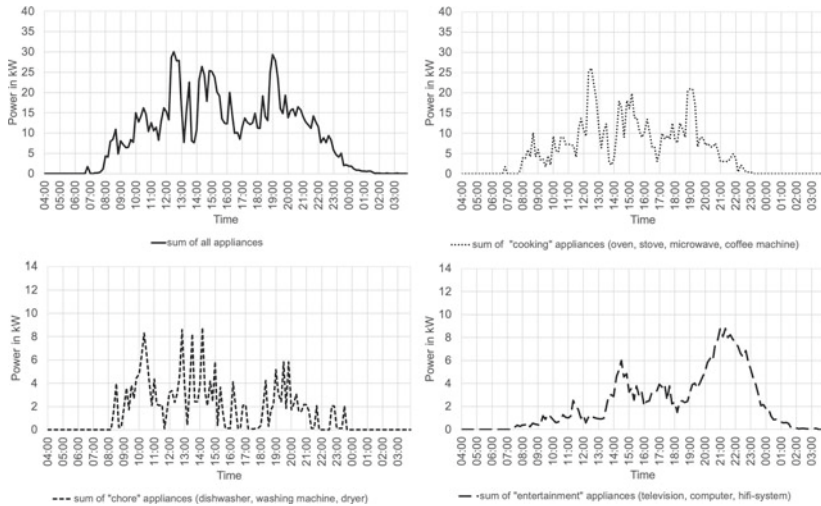 40
35
30
25
20
15
10
5
0
Power in kW
04:00 05:00 06:00 07:00 08:00 09:00 10:00 11:00 12:00 13:00 14:00 15:00 16:00 17:00 18:00 19:00 20:00 21:00 22:00 23:00 00:00 01:00 02:00 03:00
Time
sum of all appliances
40
35
30
25
20
15
10
5
0
Power in kW
04:00 05:00 06:00 07:00 08:00 09:00 10:00 11:00 12:00 13:00 14:00 15:00 16:00 17:00 18:00 19:00 20:00 21:00 22:00 23:00 00:00 01:00 02:00 03:00
Time
sum of "cooking" appliances (oven, stove, microwave, coffee machine)
14
12
10
8
6
4
2
0
Power in kW
04:00 05:00 06:00 07:00 08:00 09:00 10:00 11:00 12:00 13:00 14:00 15:00 16:00 17:00 18:00 19:00 20:00 21:00 22:00 23:00 00:00 01:00 02:00 03:00
Time
sum of "chore" appliances (dishwasher, washing machine, dryer)
14
12
10
8
6
4
2
0
Power in kW
04:00 05:00 06:00 07:00 08:00 09:00 10:00 11:00 12:00 13:00 14:00 15:00 16:00 17:00 18:00 19:00 20:00 21:00 22:00 23:00 00:00 01:00 02:00 03:00
Time
sum of "entertainment" appliances (television, computer, hifi-system)